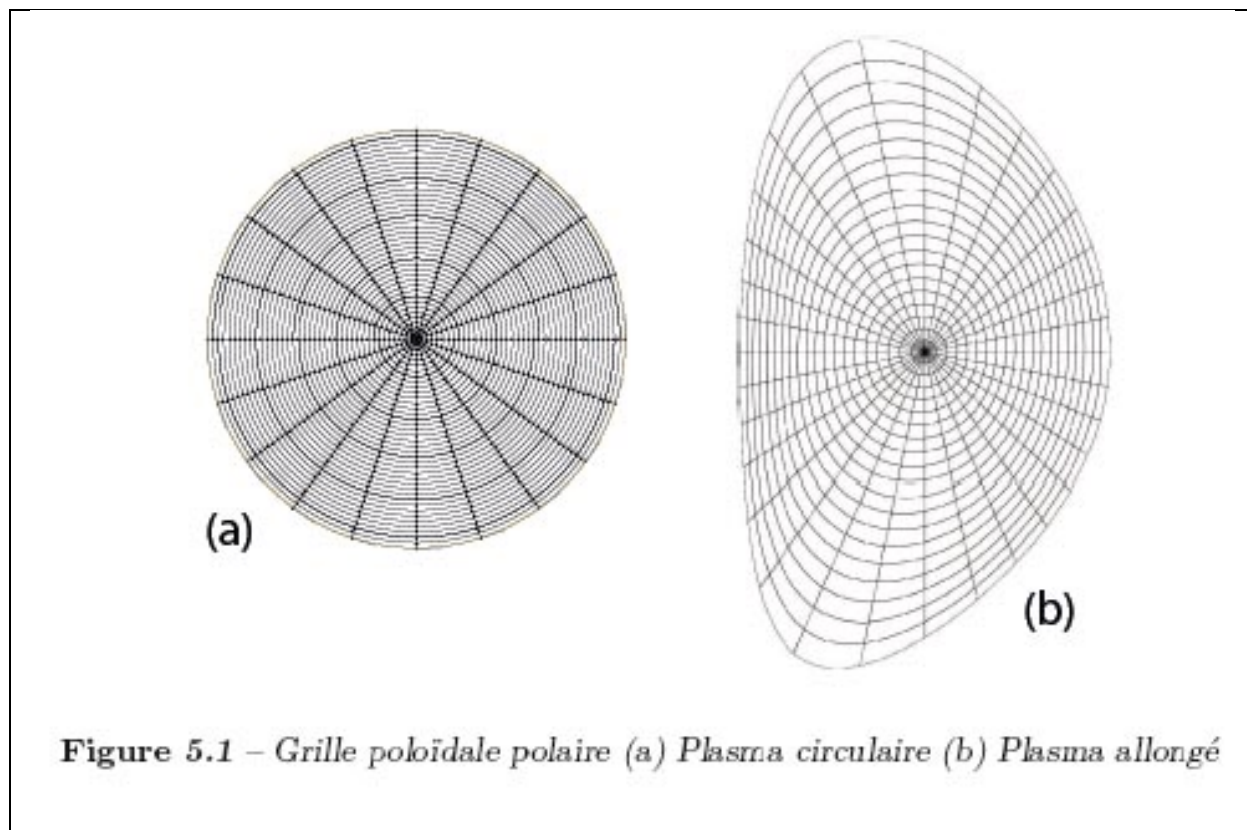 (a)
(b)
Figure 5.1 – Grille poloïdale polaire (a) Plasma circulaire (b) Plasma allongé